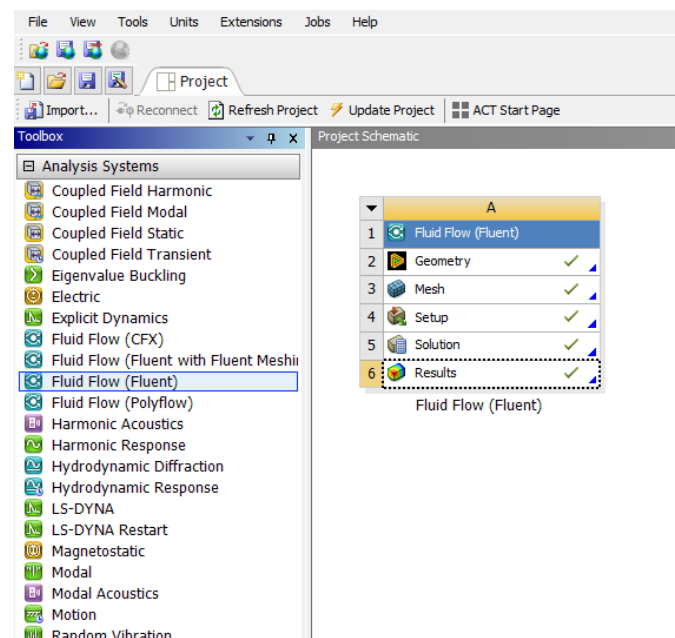 File View Tools Units Extensions Jobs Help
Project
Import... Reconnect Refresh Project Update Project ACT Start Page
Toolbox
Project Schematic
Analysis Systems
Coupled Field Harmonic
Coupled Field Modal
Coupled Field Static
Coupled Field Transient
Eigenvalue Buckling
Electric
Explicit Dynamics
Fluid Flow (CFX)
Fluid Flow (Fluent with Fluent Meshi
Fluid Flow (Fluent)
Fluid Flow (Polyflow)
Harmonic Acoustics
Harmonic Response
Hydrodynamic Diffraction
Hydrodynamic Response
LS-DYNA
LS-DYNA Restart
Magnetostatic
Modal
Modal Acoustics
Motion
Random Vibration
A
1 Fluid Flow (Fluent)
2 Geometry
3 Mesh
4 Setup
5 Solution
6 Results
Fluid Flow (Fluent)